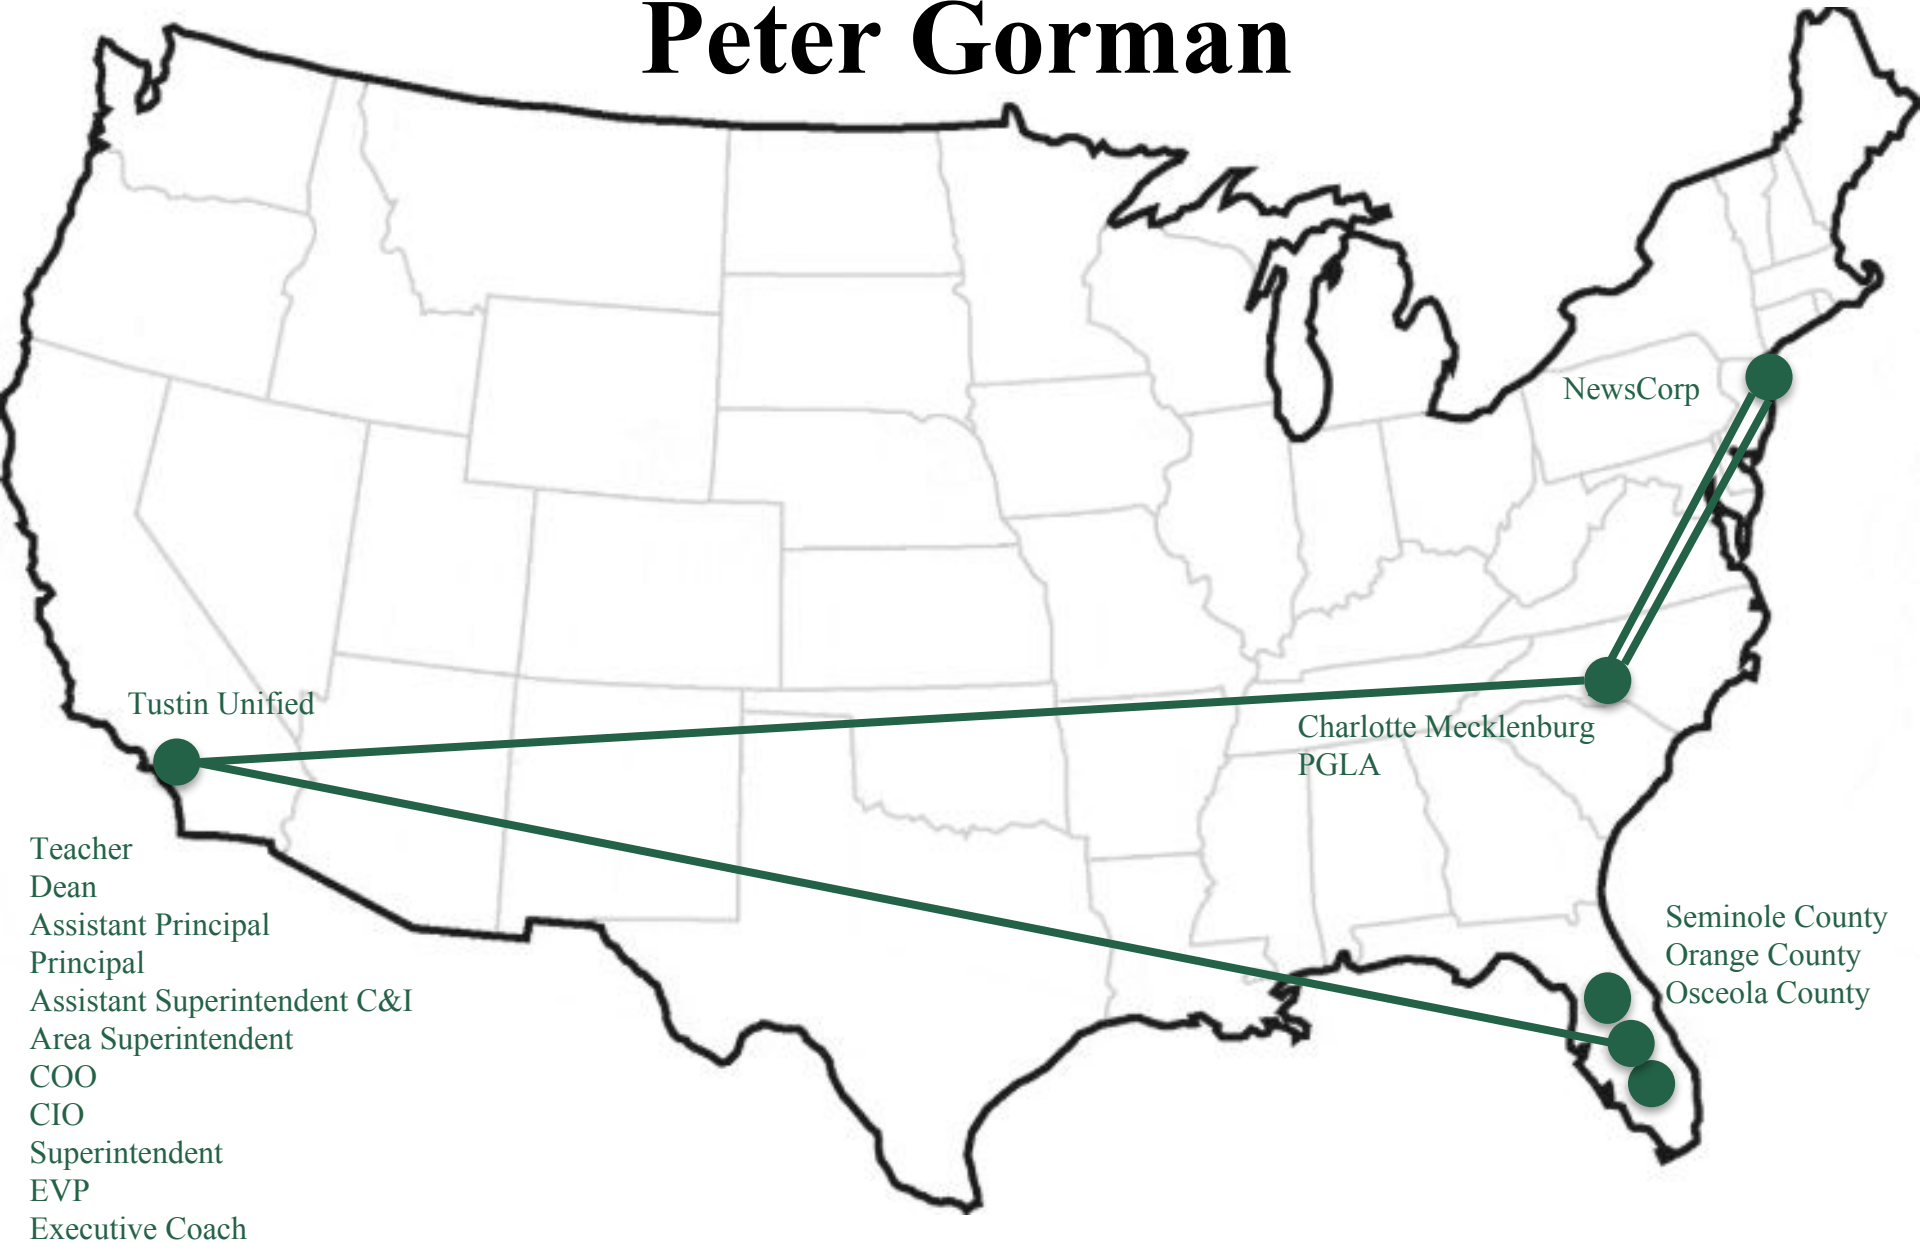 Peter Gorman
NewsCorp
Tustin Unified
Charlotte Mecklenburg
PGLA
Teacher
Dean
Assistant Principal
Principal
Assistant Superintendent C&I
Area Superintendent
COO
CIO
Superintendent
EVP
Executive Coach
Seminole County
Orange County
Osceola County